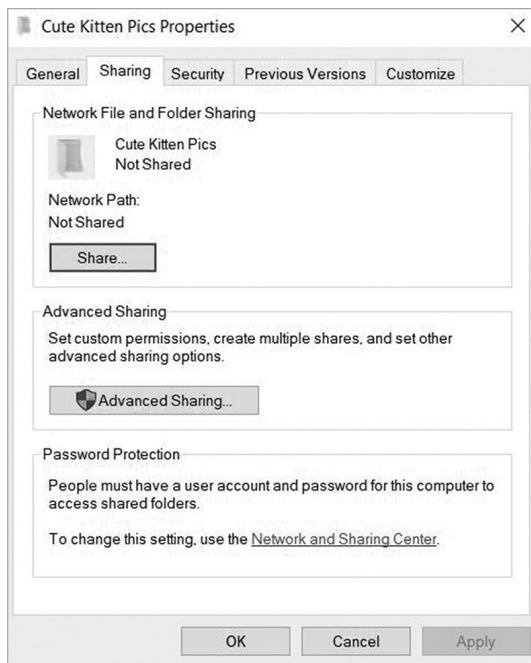 Cute Kitten Pics Properties
General
Sharing
Security
Previous Versions
Customize
Network File and Folder Sharing
Cute Kitten Pics
Not Shared
Network Path:
Not Shared
Share...
Advanced Sharing
Set custom permissions, create multiple shares, and set other
advanced sharing options.
Advanced Sharing...
Password Protection
People must have a user account and password for this computer to
access shared folders.
To change this setting, use the Network and Sharing Center.
OK
Cancel
Apply